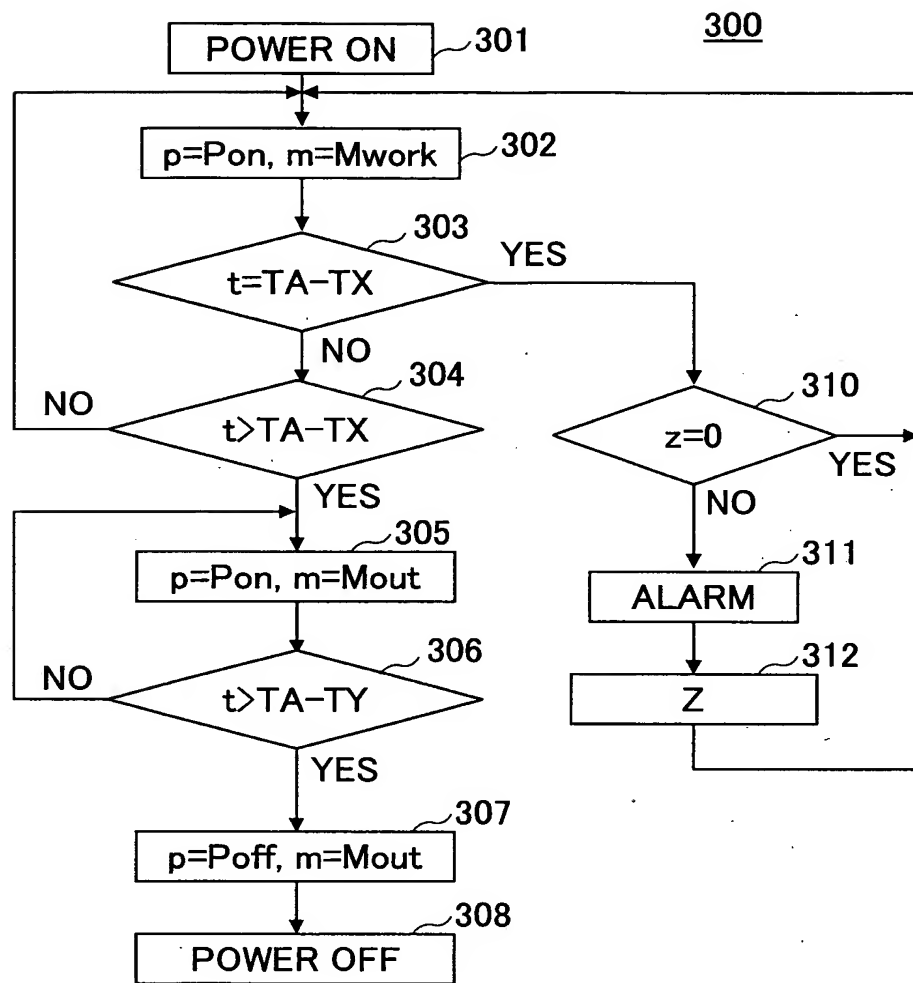 300
POWER ON 301
p=Pon, m=Mwork 302
303
t=TA-TX YES
NO
304
NO t>TA-TX
YES
310
z=0
YES
NO
305
p=Pon, m=Mout
311
ALARM
306
NO t>TA-TY
YES
312
Z
307
p=Poff, m=Mout
308
POWER OFF